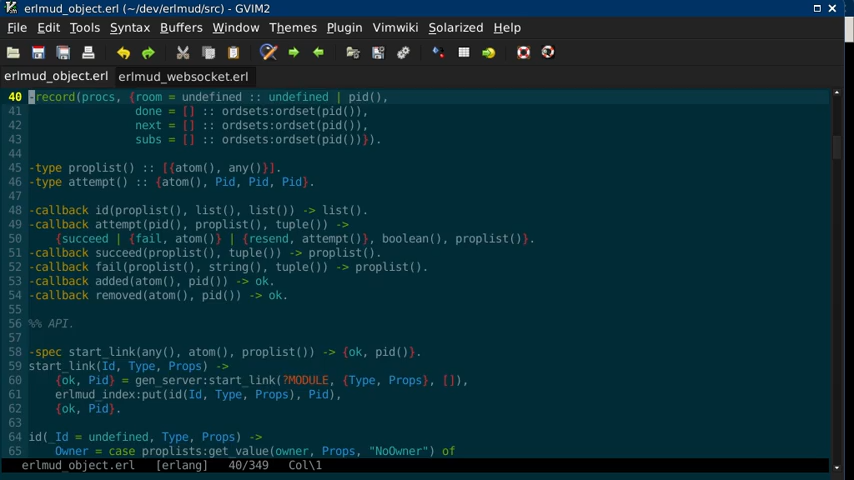 erlmud_object.erl (~/dev/erlmud/src) - GVIM2
File Edit Tools Syntax Buffers Window Themes Plugin Vimwiki Solarized Help
erlmud_object.erl erlmud_websocket.erl
40 -record(procs, {room = undefined :: undefined | pid(),
41 done = [] :: ordsets:ordset(pid()),
42 next = [] :: ordsets:ordset(pid()),
43 subs = [] :: ordsets:ordset(pid())}).
44
45 -type proplist() :: [{atom(), any()}].
46 -type attempt() :: {atom(), Pid, Pid, Pid}.
47
48 -callback id(proplist(), list(), list()) -> list().
49 -callback attempt(pid(), proplist(), tuple()) ->
50 {succeed | {fail, atom()} | {resend, attempt()}, boolean(), proplist()}.
51 -callback succeed(proplist(), tuple()) -> proplist().
52 -callback fail(proplist(), string(), tuple()) -> proplist().
53 -callback added(atom(), pid()) -> ok.
54 -callback removed(atom(), pid()) -> ok.
55
56 %% API.
57
58 -spec start_link(any(), atom(), proplist()) -> {ok, pid()}.
59 start_link(Id, Type, Props) ->
60 {ok, Pid} = gen_server:start_link(?MODULE, {Type, Props}, []),
61 erlmud_index:put(id(Id, Type, Props), Pid),
62 {ok, Pid}.
63
64 id(_Id = undefined, Type, Props) ->
65 Owner = case proplists:get_value(owner, Props, "NoOwner") of
erlmud_object.erl [erlang] 40/349 Col\1